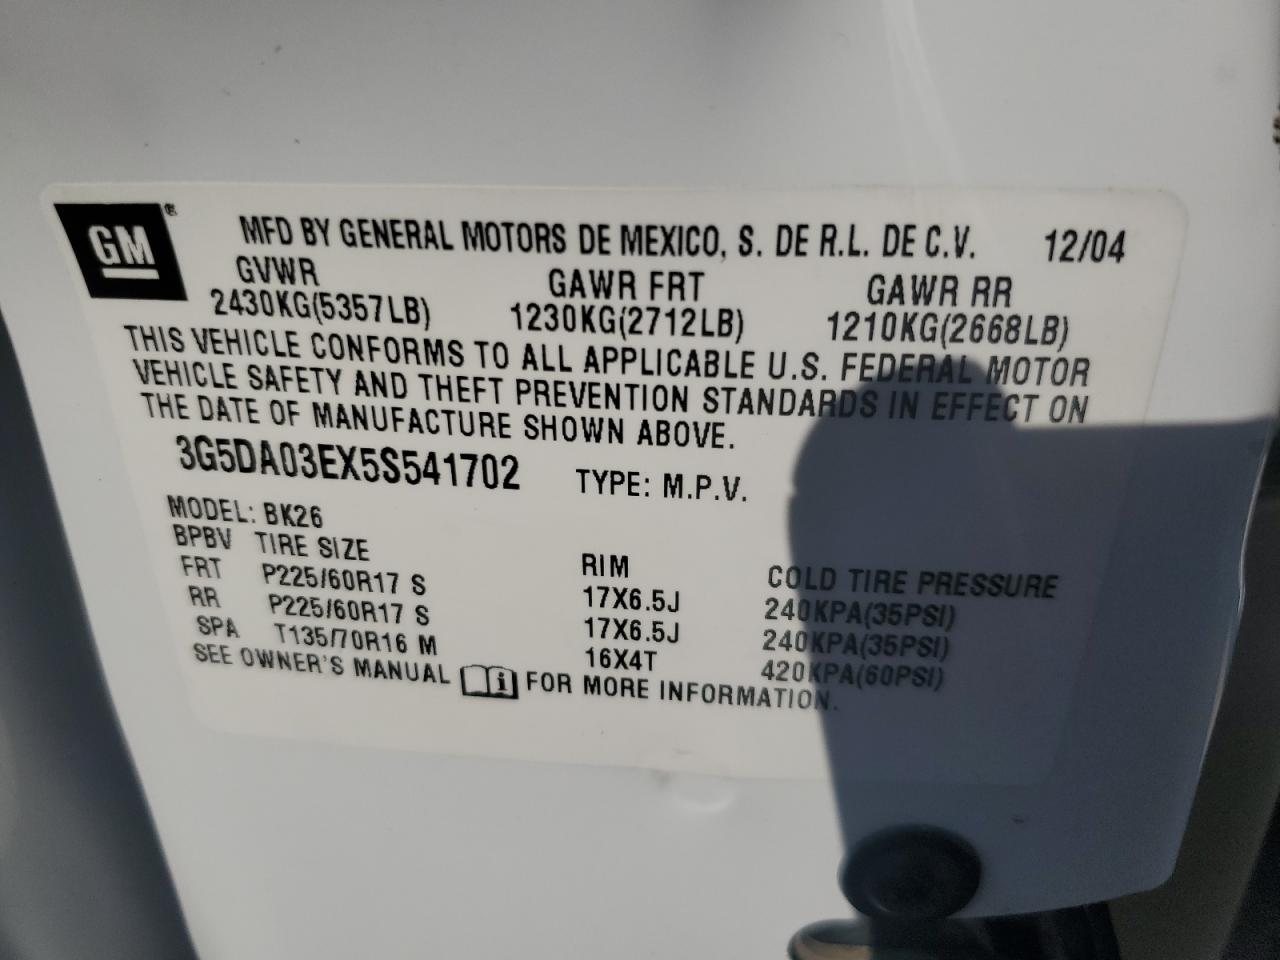 GM ® MFD BY GENERAL MOTORS DE MEXICO, S. DE R.L. DE C.V. 12/04
GVWR GAWR FRT GAWR RR
2430KG(5357LB) 1230KG(2712LB) 1210KG(2668LB)
THIS VEHICLE CONFORMS TO ALL APPLICABLE U.S. FEDERAL MOTOR
VEHICLE SAFETY AND THEFT PREVENTION STANDARDS IN EFFECT ON
THE DATE OF MANUFACTURE SHOWN ABOVE.
3G5DA03EX5S541702 TYPE: M.P.V.
MODEL: BK26
BPBV TIRE SIZE RIM COLD TIRE PRESSURE
FRT P225/60R17 S 17X6.5J 240KPA(35PSI)
RR P225/60R17 S 17X6.5J 240KPA(35PSI)
SPA T135/70R16 M 16X4T 420KPA(60PSI)
SEE OWNER'S MANUAL i FOR MORE INFORMATION.